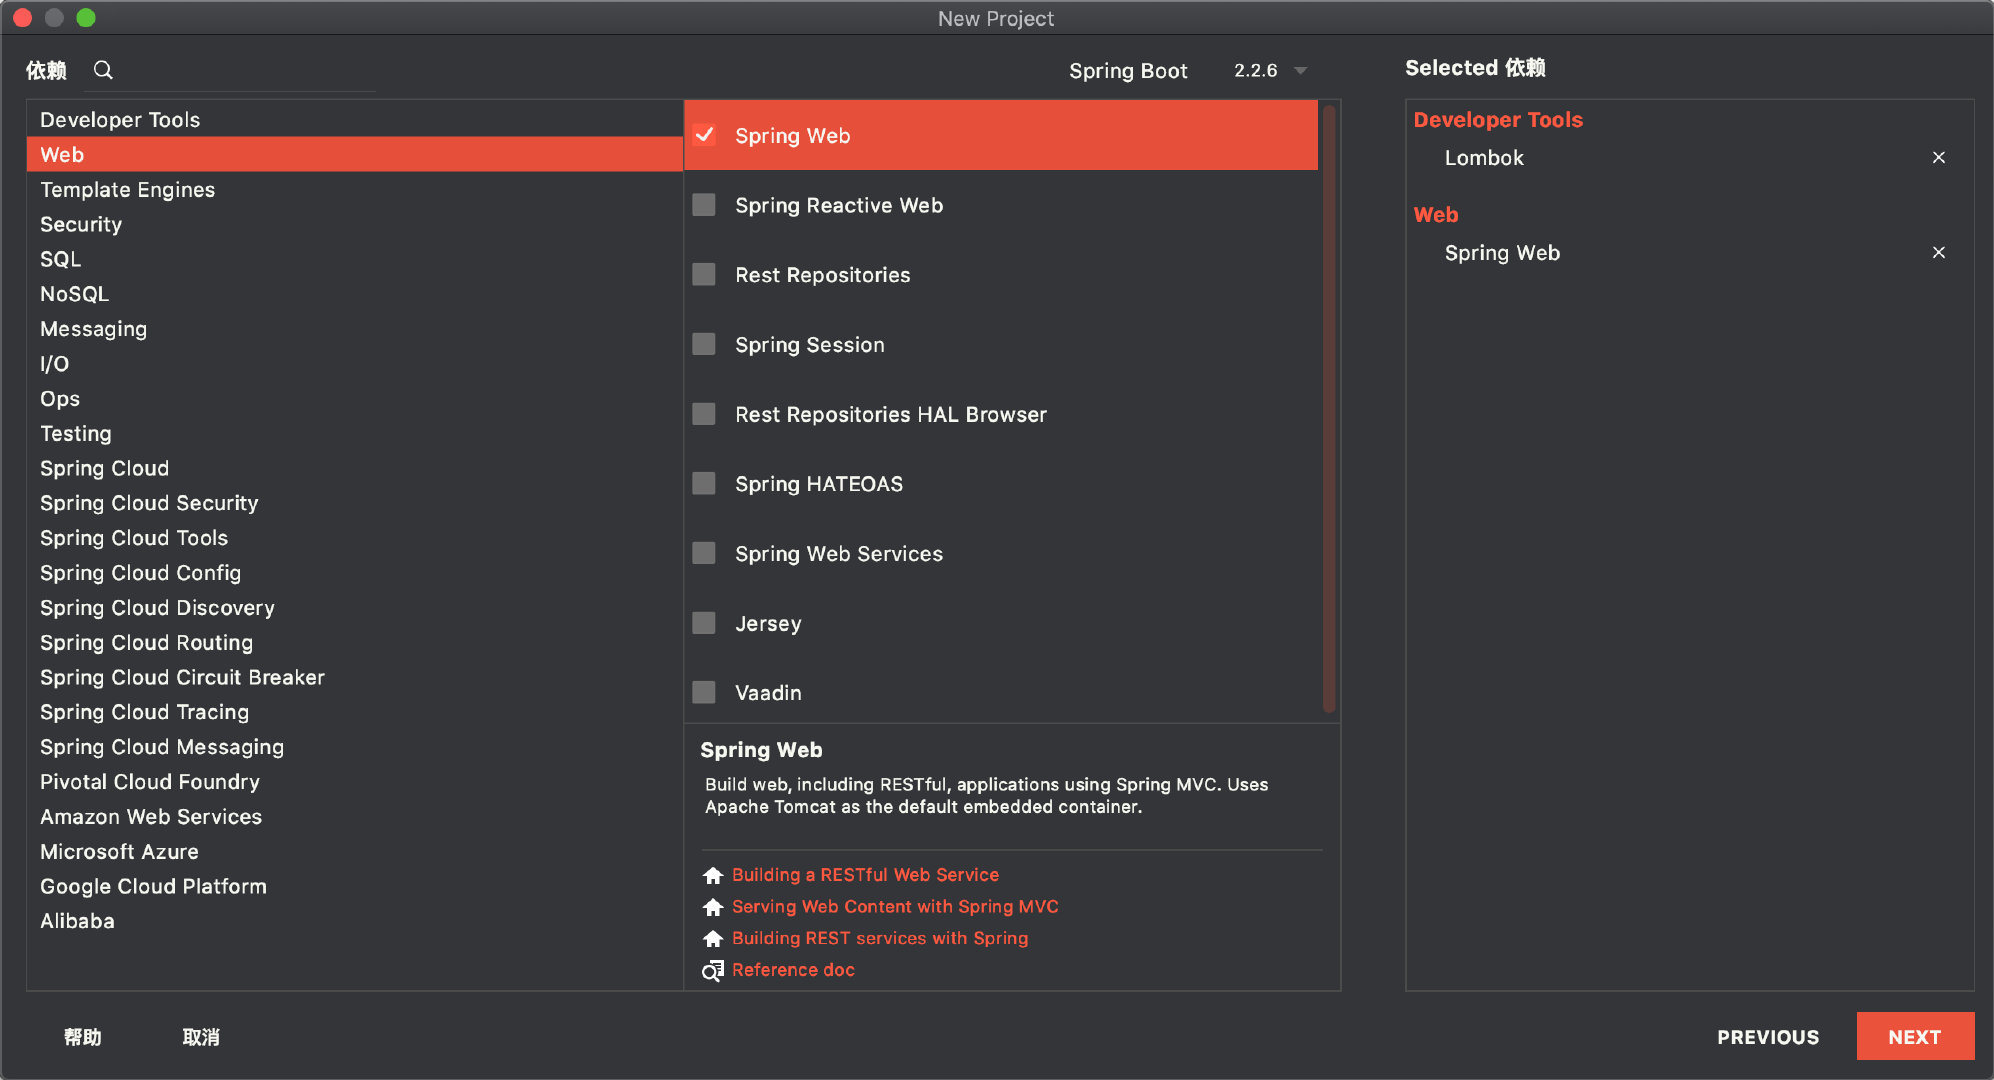 New Project
依赖
Spring Boot 2.2.6
Selected 依赖
Developer Tools
Web
Template Engines
Security
SQL
NoSQL
Messaging
I/O
Ops
Testing
Spring Cloud
Spring Cloud Security
Spring Cloud Tools
Spring Cloud Config
Spring Cloud Discovery
Spring Cloud Routing
Spring Cloud Circuit Breaker
Spring Cloud Tracing
Spring Cloud Messaging
Pivotal Cloud Foundry
Amazon Web Services
Microsoft Azure
Google Cloud Platform
Alibaba
Spring Web
Spring Reactive Web
Rest Repositories
Spring Session
Rest Repositories HAL Browser
Spring HATEOAS
Spring Web Services
Jersey
Vaadin
Spring Web
Build web, including RESTful, applications using Spring MVC. Uses
Apache Tomcat as the default embedded container.
Building a RESTful Web Service
Serving Web Content with Spring MVC
Building REST services with Spring
Reference doc
Developer Tools
Lombok
Web
Spring Web
帮助
取消
PREVIOUS
NEXT